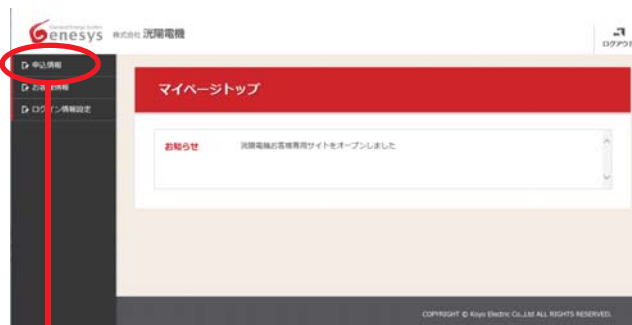 Genesys 株式会社 洸陽電機
ログアウト
申込情報
お客様情報
ログイン情報設定
マイページトップ
お知らせ 洸陽電機お客様専用サイトをオープンしました
COPYRIGHT © Koyo Electric Co.,Ltd ALL RIGHTS RESERVED.